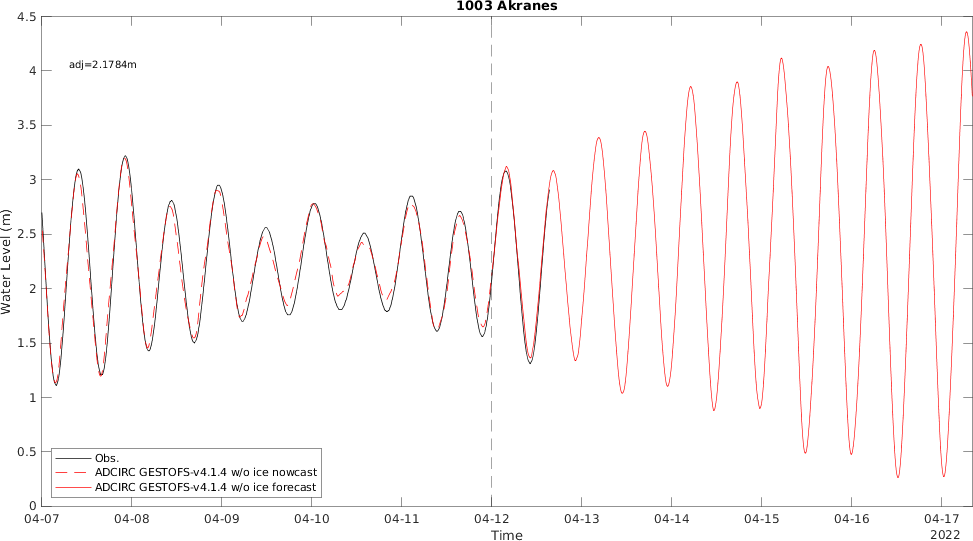 1003 Akranes
4.5
4
3.5
3
2.5
2
1.5
1
0.5
0
Water Level (m)
adj=2.1784m
Obs.
ADCIRC GESTOFS-v4.1.4 w/o ice nowcast
ADCIRC GESTOFS-v4.1.4 w/o ice forecast
04-07 04-08 04-09 04-10 04-11 04-12 04-13 04-14 04-15 04-16 04-17
Time
2022